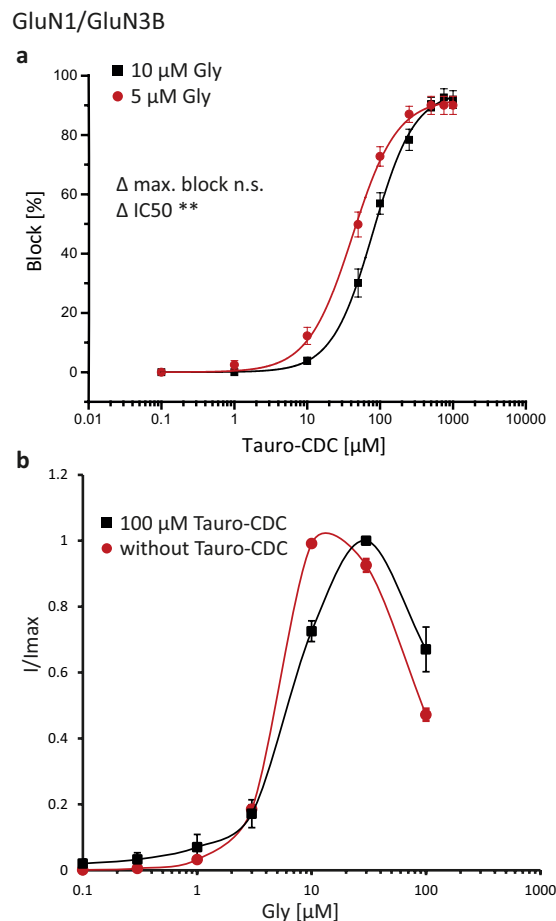 GluN1/GluN3B
a
10 µM Gly
5 µM Gly
Δ max. block n.s.
Δ IC50 **
Block [%]
100
80
60
40
20
0
0.01 0.1 1 10 100 1000 10000
Tauro-CDC [µM]
b
100 µM Tauro-CDC
without Tauro-CDC
I/Imax
1.2
1
0.8
0.6
0.4
0.2
0
0.1 1 10 100 1000
Gly [µM]